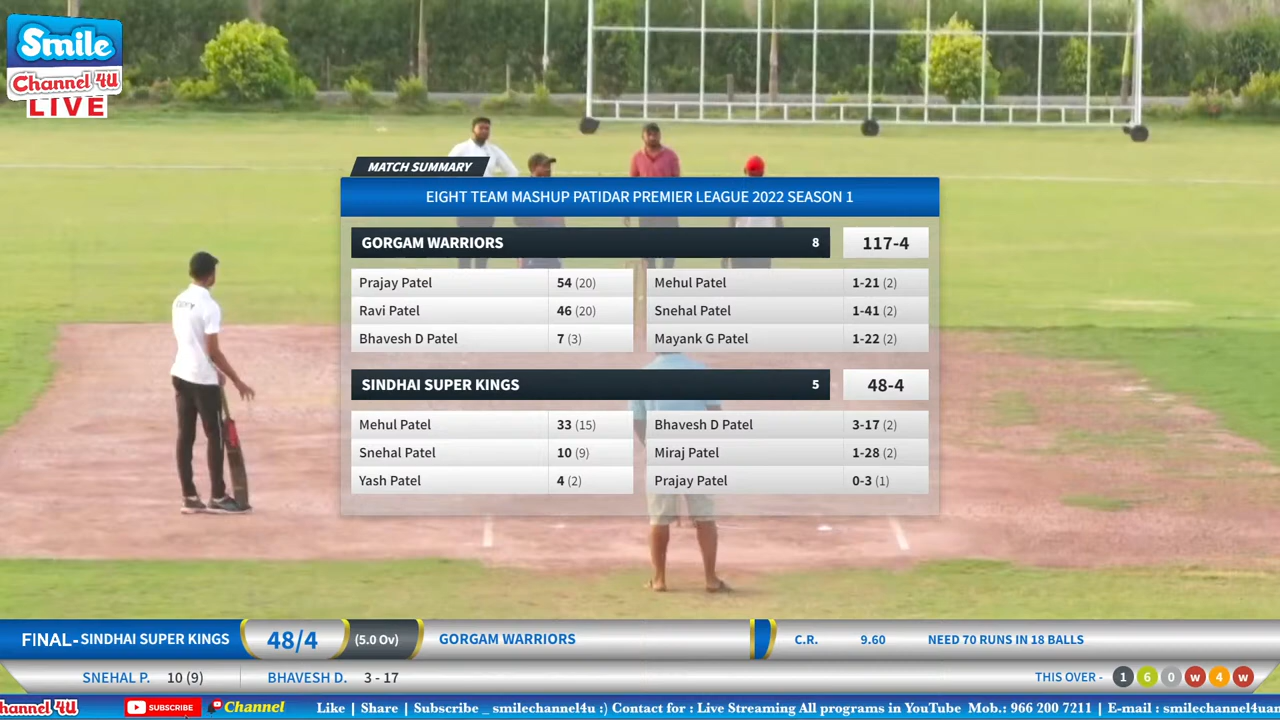 Smile
Channel 4U
LIVE
MATCH SUMMARY
EIGHT TEAM MASHUP PATIDAR PREMIER LEAGUE 2022 SEASON 1
GORGAM WARRIORS 8 117-4
Prajay Patel 54 (20) Mehul Patel 1-21 (2)
Ravi Patel 46 (20) Snehal Patel 1-41 (2)
Bhavesh D Patel 7 (3) Mayank G Patel 1-22 (2)
SINDHAI SUPER KINGS 5 48-4
Mehul Patel 33 (15) Bhavesh D Patel 3-17 (2)
Snehal Patel 10 (9) Miraj Patel 1-28 (2)
Yash Patel 4 (2) Prajay Patel 0-3 (1)
FINAL- SINDHAI SUPER KINGS 48/4 (5.0 Ov) GORGAM WARRIORS C.R. 9.60 NEED 70 RUNS IN 18 BALLS
SNEHAL P. 10 (9) BHAVESH D. 3 - 17 THIS OVER - 1 6 0 W 4 W
hannel 4U SUBSCRIBE Channel Like | Share | Subscribe _ smilechannel4u :) Contact for : Live Streaming All programs in YouTube Mob.: 966 200 7211 | E-mail : smilechannel4uan